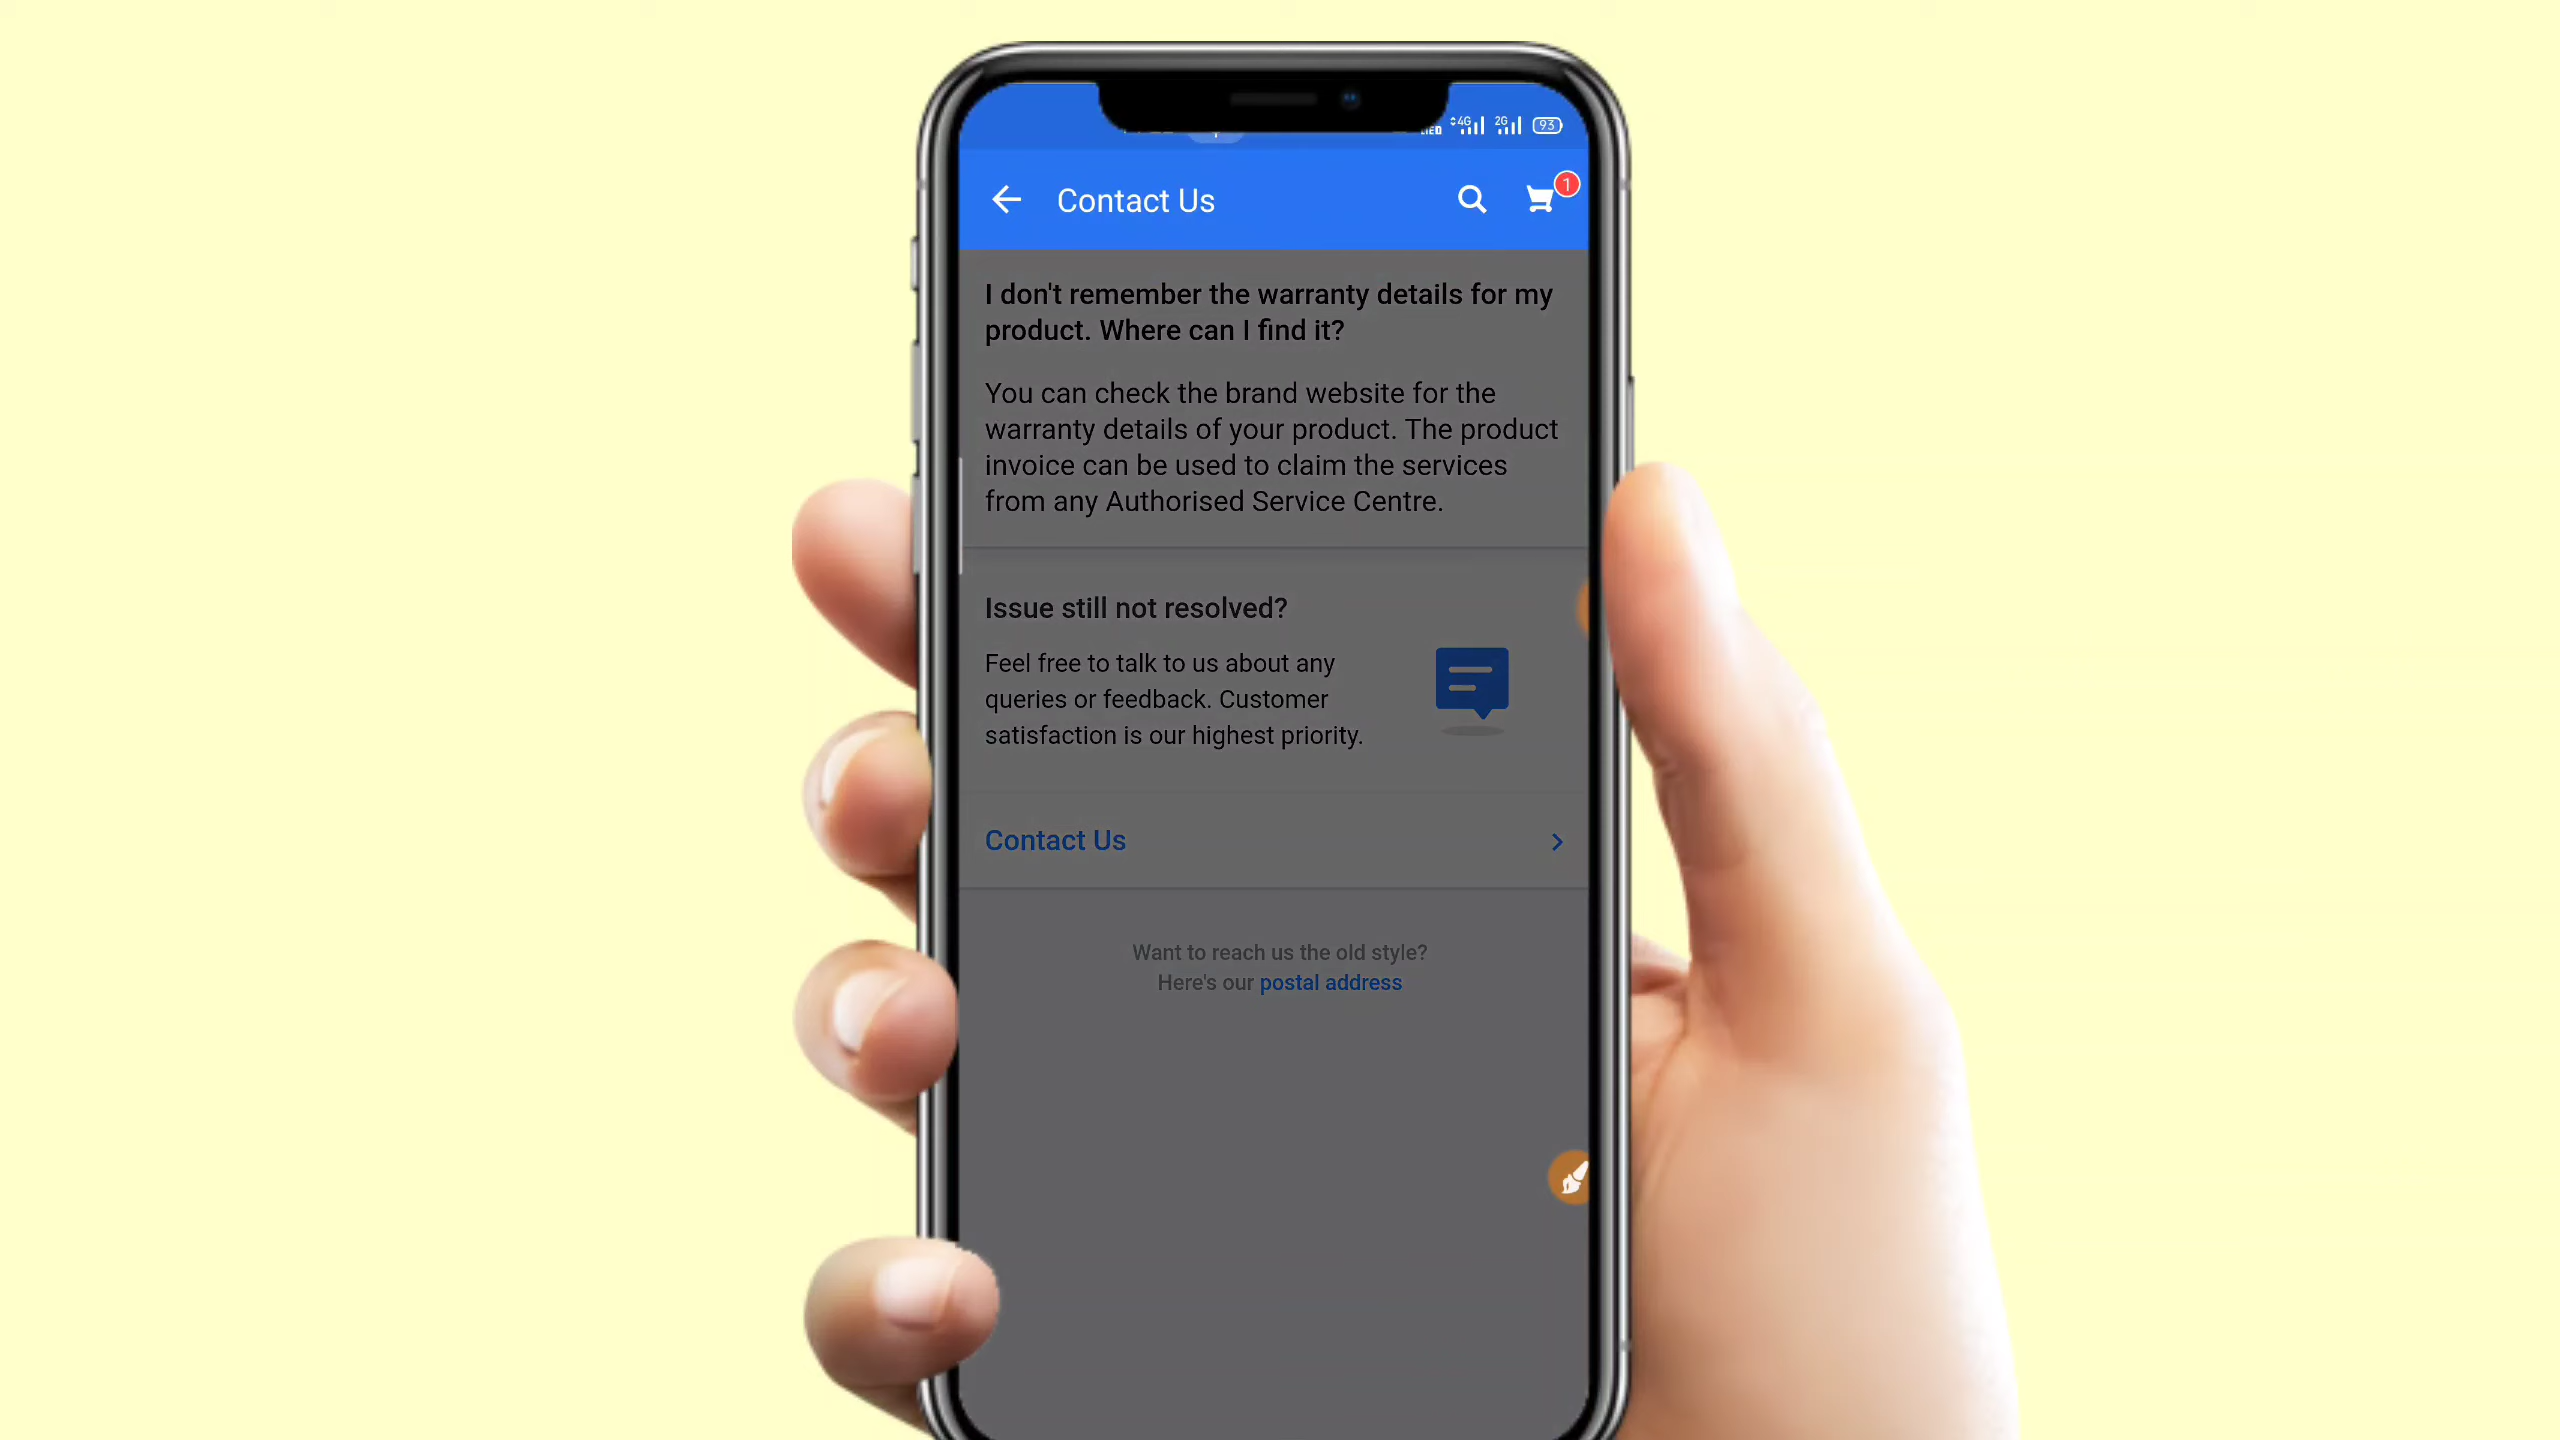 4G 2G 93
Contact Us 1
I don't remember the warranty details for my
product. Where can I find it?
You can check the brand website for the
warranty details of your product. The product
invoice can be used to claim the services
from any Authorised Service Centre.
Issue still not resolved?
Feel free to talk to us about any
queries or feedback. Customer
satisfaction is our highest priority.
Contact Us
Want to reach us the old style?
Here's our postal address